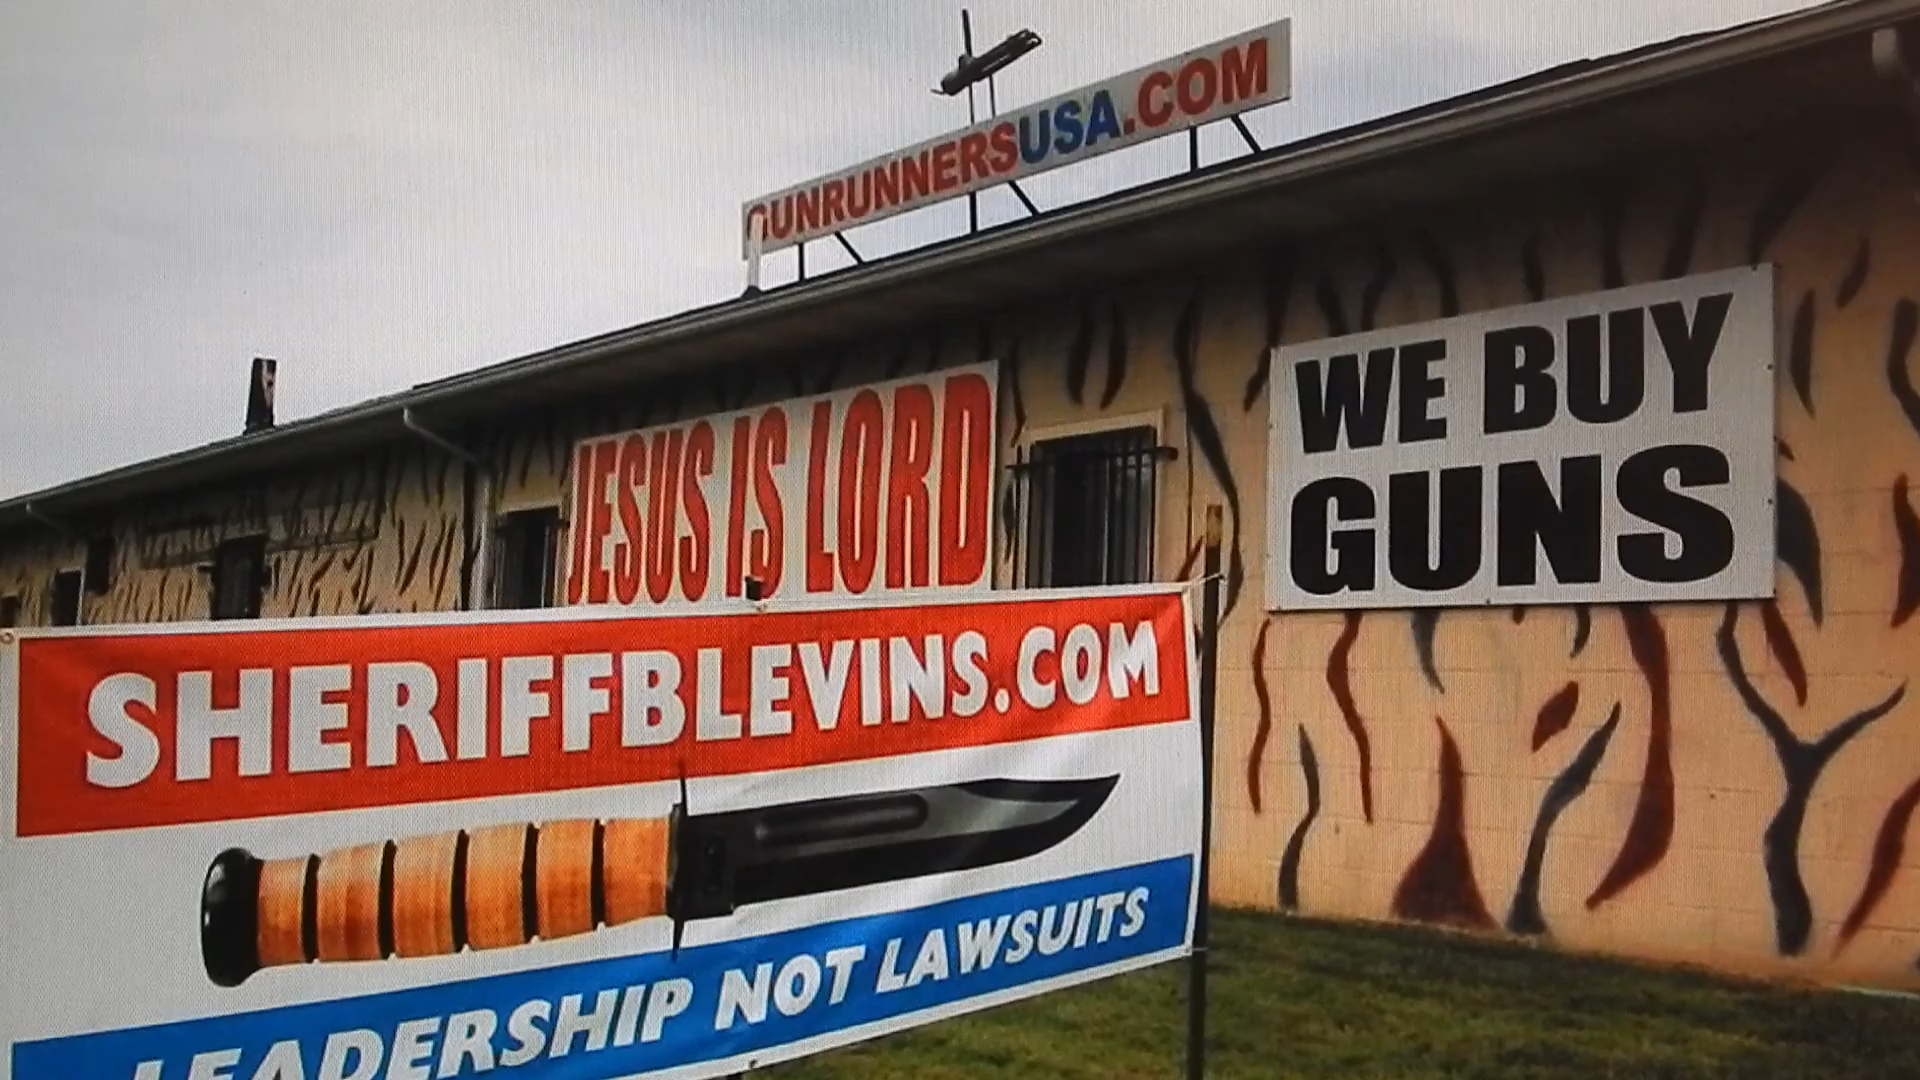 GUNRUNNERSUSA.COM
JESUS IS LORD
WE BUY
GUNS
SHERIFFBLEVINS.COM
LEADERSHIP NOT LAWSUITS